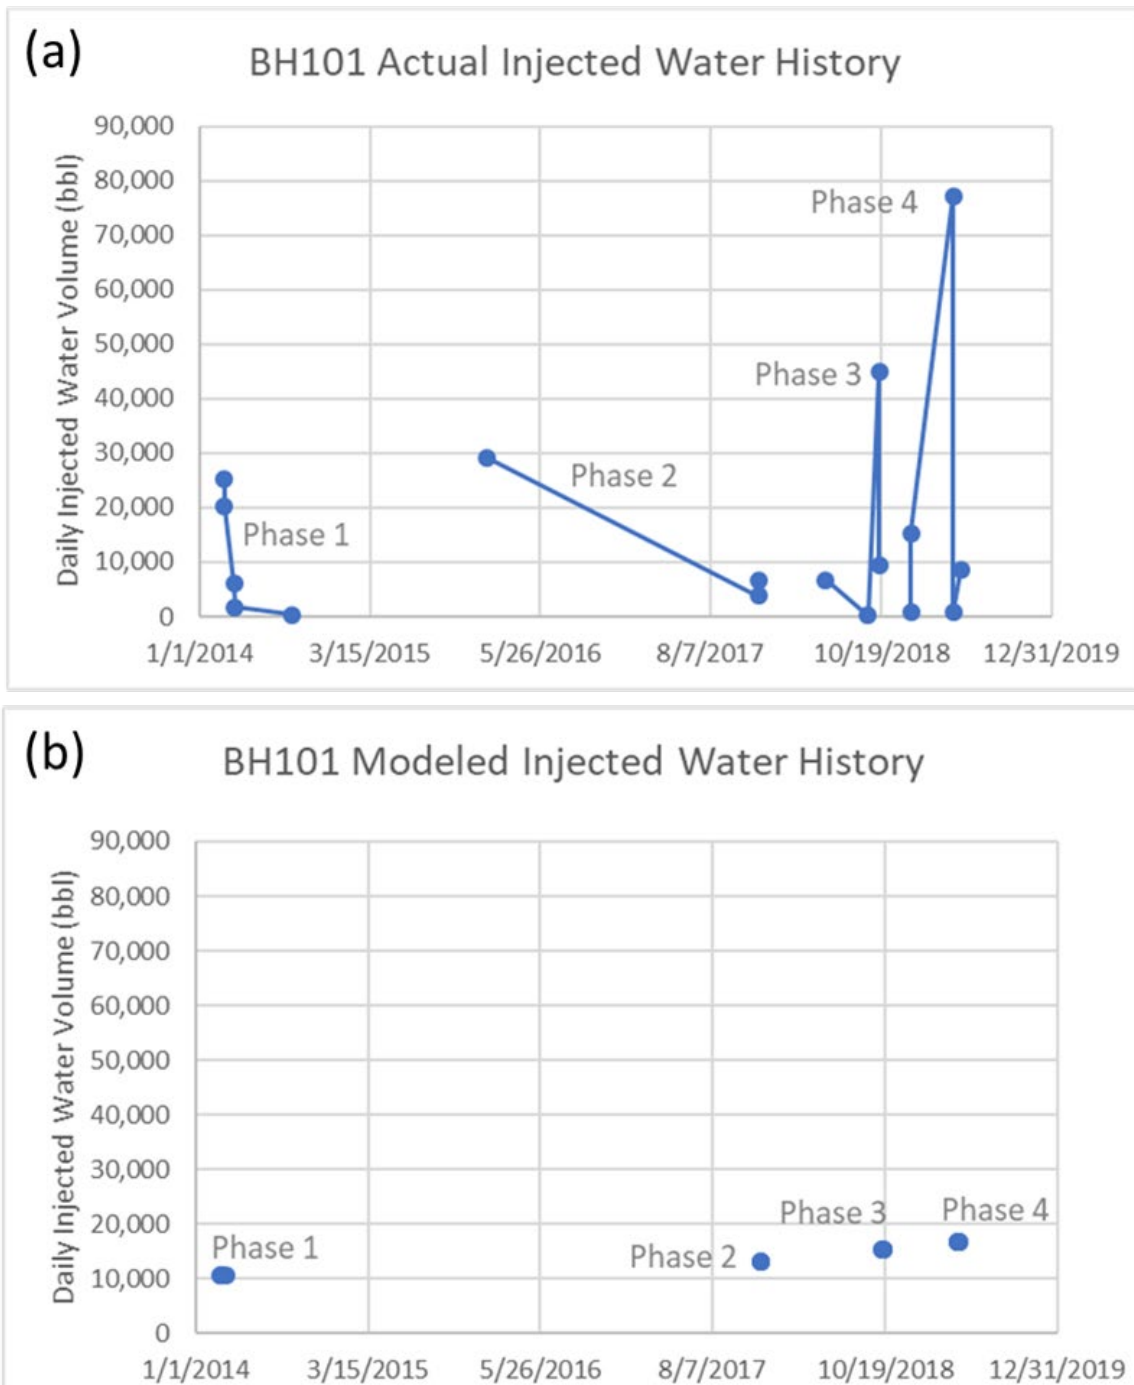 (a)
BH101 Actual Injected Water History
Daily Injected Water Volume (bbl)
90,000
80,000
70,000
60,000
50,000
40,000
30,000
20,000
10,000
0
Phase 4
Phase 3
Phase 2
Phase 1
1/1/2014 3/15/2015 5/26/2016 8/7/2017 10/19/2018 12/31/2019
(b)
BH101 Modeled Injected Water History
Daily Injected Water Volume (bbl)
90,000
80,000
70,000
60,000
50,000
40,000
30,000
20,000
10,000
0
Phase 1
Phase 2
Phase 3
Phase 4
1/1/2014 3/15/2015 5/26/2016 8/7/2017 10/19/2018 12/31/2019